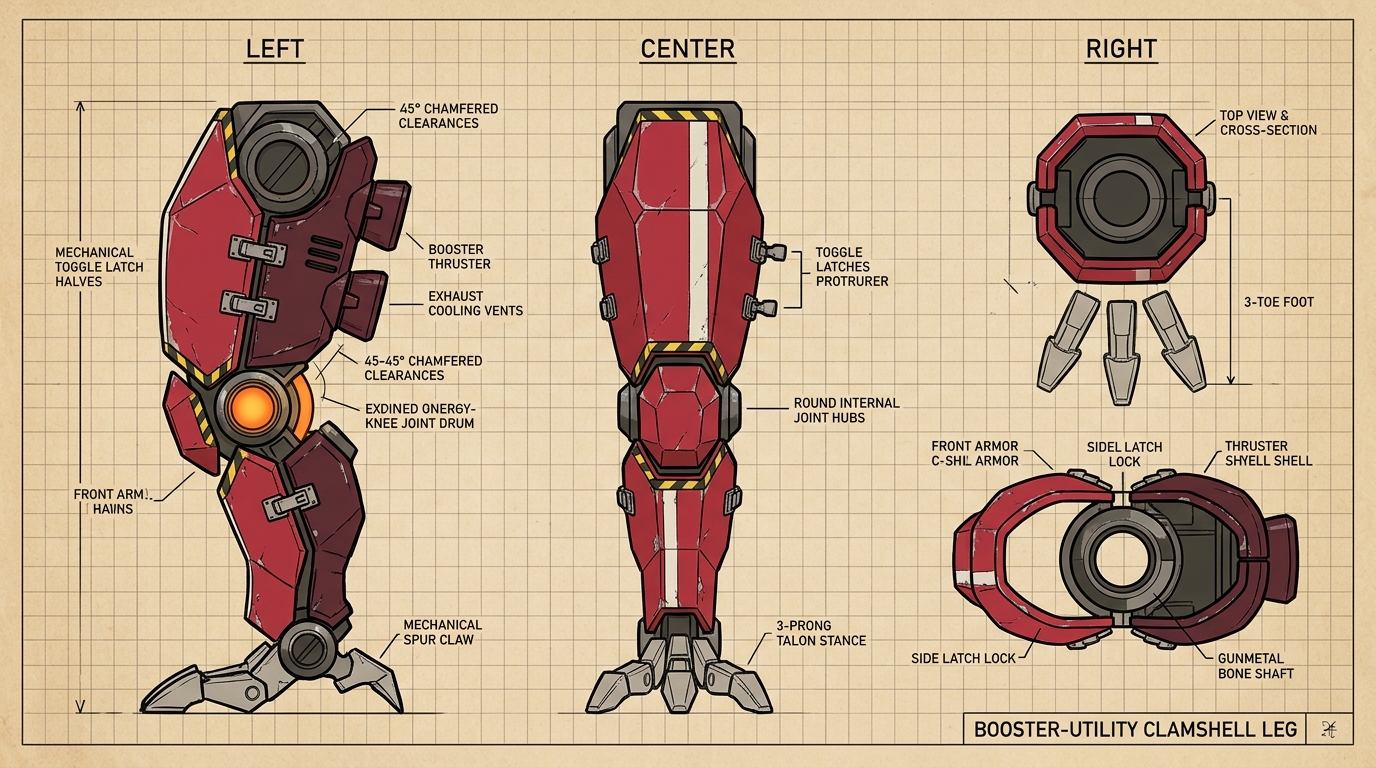 LEFT
CENTER
RIGHT
45° CHAMFERED
CLEARANCES
MECHANICAL
TOGGLE LATCH
HALVES
BOOSTER
THRUSTER
EXHAUST
COOLING VENTS
45-45° CHAMFERED
CLEARANCES
EXDINED ONERGY-
KNEE JOINT DRUM
FRONT ARM
HAIINS
MECHANICAL
SPUR CLAW
TOGGLE
LATCHES
PROTRURER
ROUND INTERNAL
JOINT HUBS
3-PRONG
TALON STANCE
TOP VIEW &
CROSS-SECTION
3-TOE FOOT
FRONT ARMOR
C-SHIL ARMOR
SIDEL LATCH
LOCK
THRUSTER
SHYELL SHELL
SIDE LATCH LOCK
GUNMETAL
BONE SHAFT
BOOSTER-UTILITY CLAMSHELL LEG